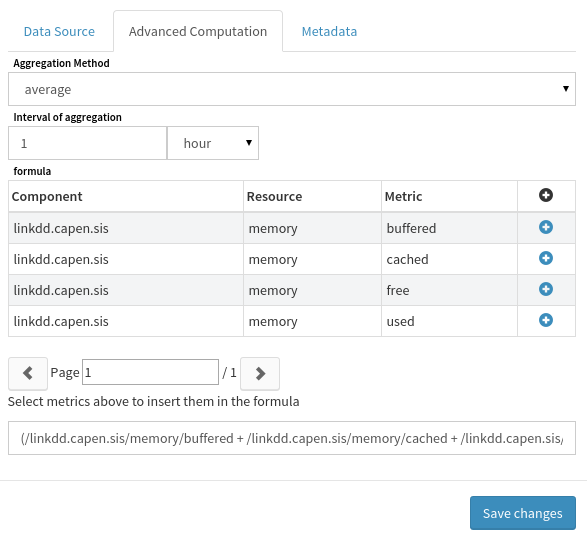 Data Source Advanced Computation Metadata
Aggregation Method
average
Interval of aggregation
1 hour
formula
Component Resource Metric
linkdd.capen.sis memory buffered
linkdd.capen.sis memory cached
linkdd.capen.sis memory free
linkdd.capen.sis memory used
Page 1 / 1
Select metrics above to insert them in the formula
(/linkdd.capen.sis/memory/buffered + /linkdd.capen.sis/memory/cached + /linkdd.capen.sis/
Save changes